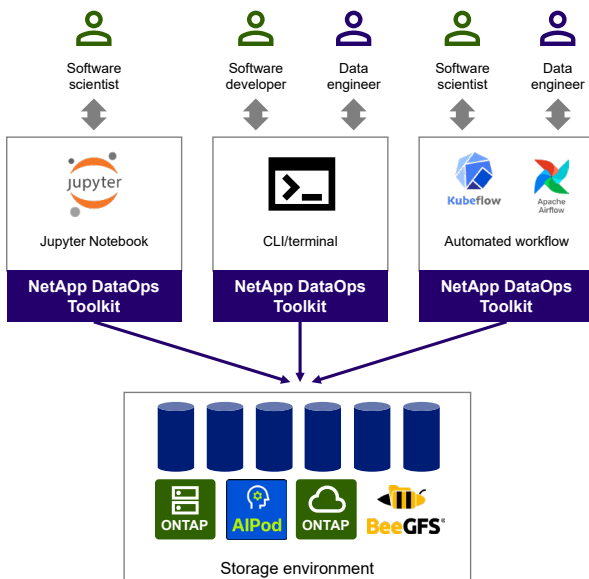 Software
scientist
Software
developer
Data
engineer
Software
scientist
Data
engineer
jupyter
Jupyter Notebook
>_
CLI/terminal
Kubeflow
Apache
Airflow
Automated workflow
NetApp DataOps
Toolkit
NetApp DataOps
Toolkit
NetApp DataOps
Toolkit
ONTAP
AIPod
ONTAP
BeeGFS®
Storage environment